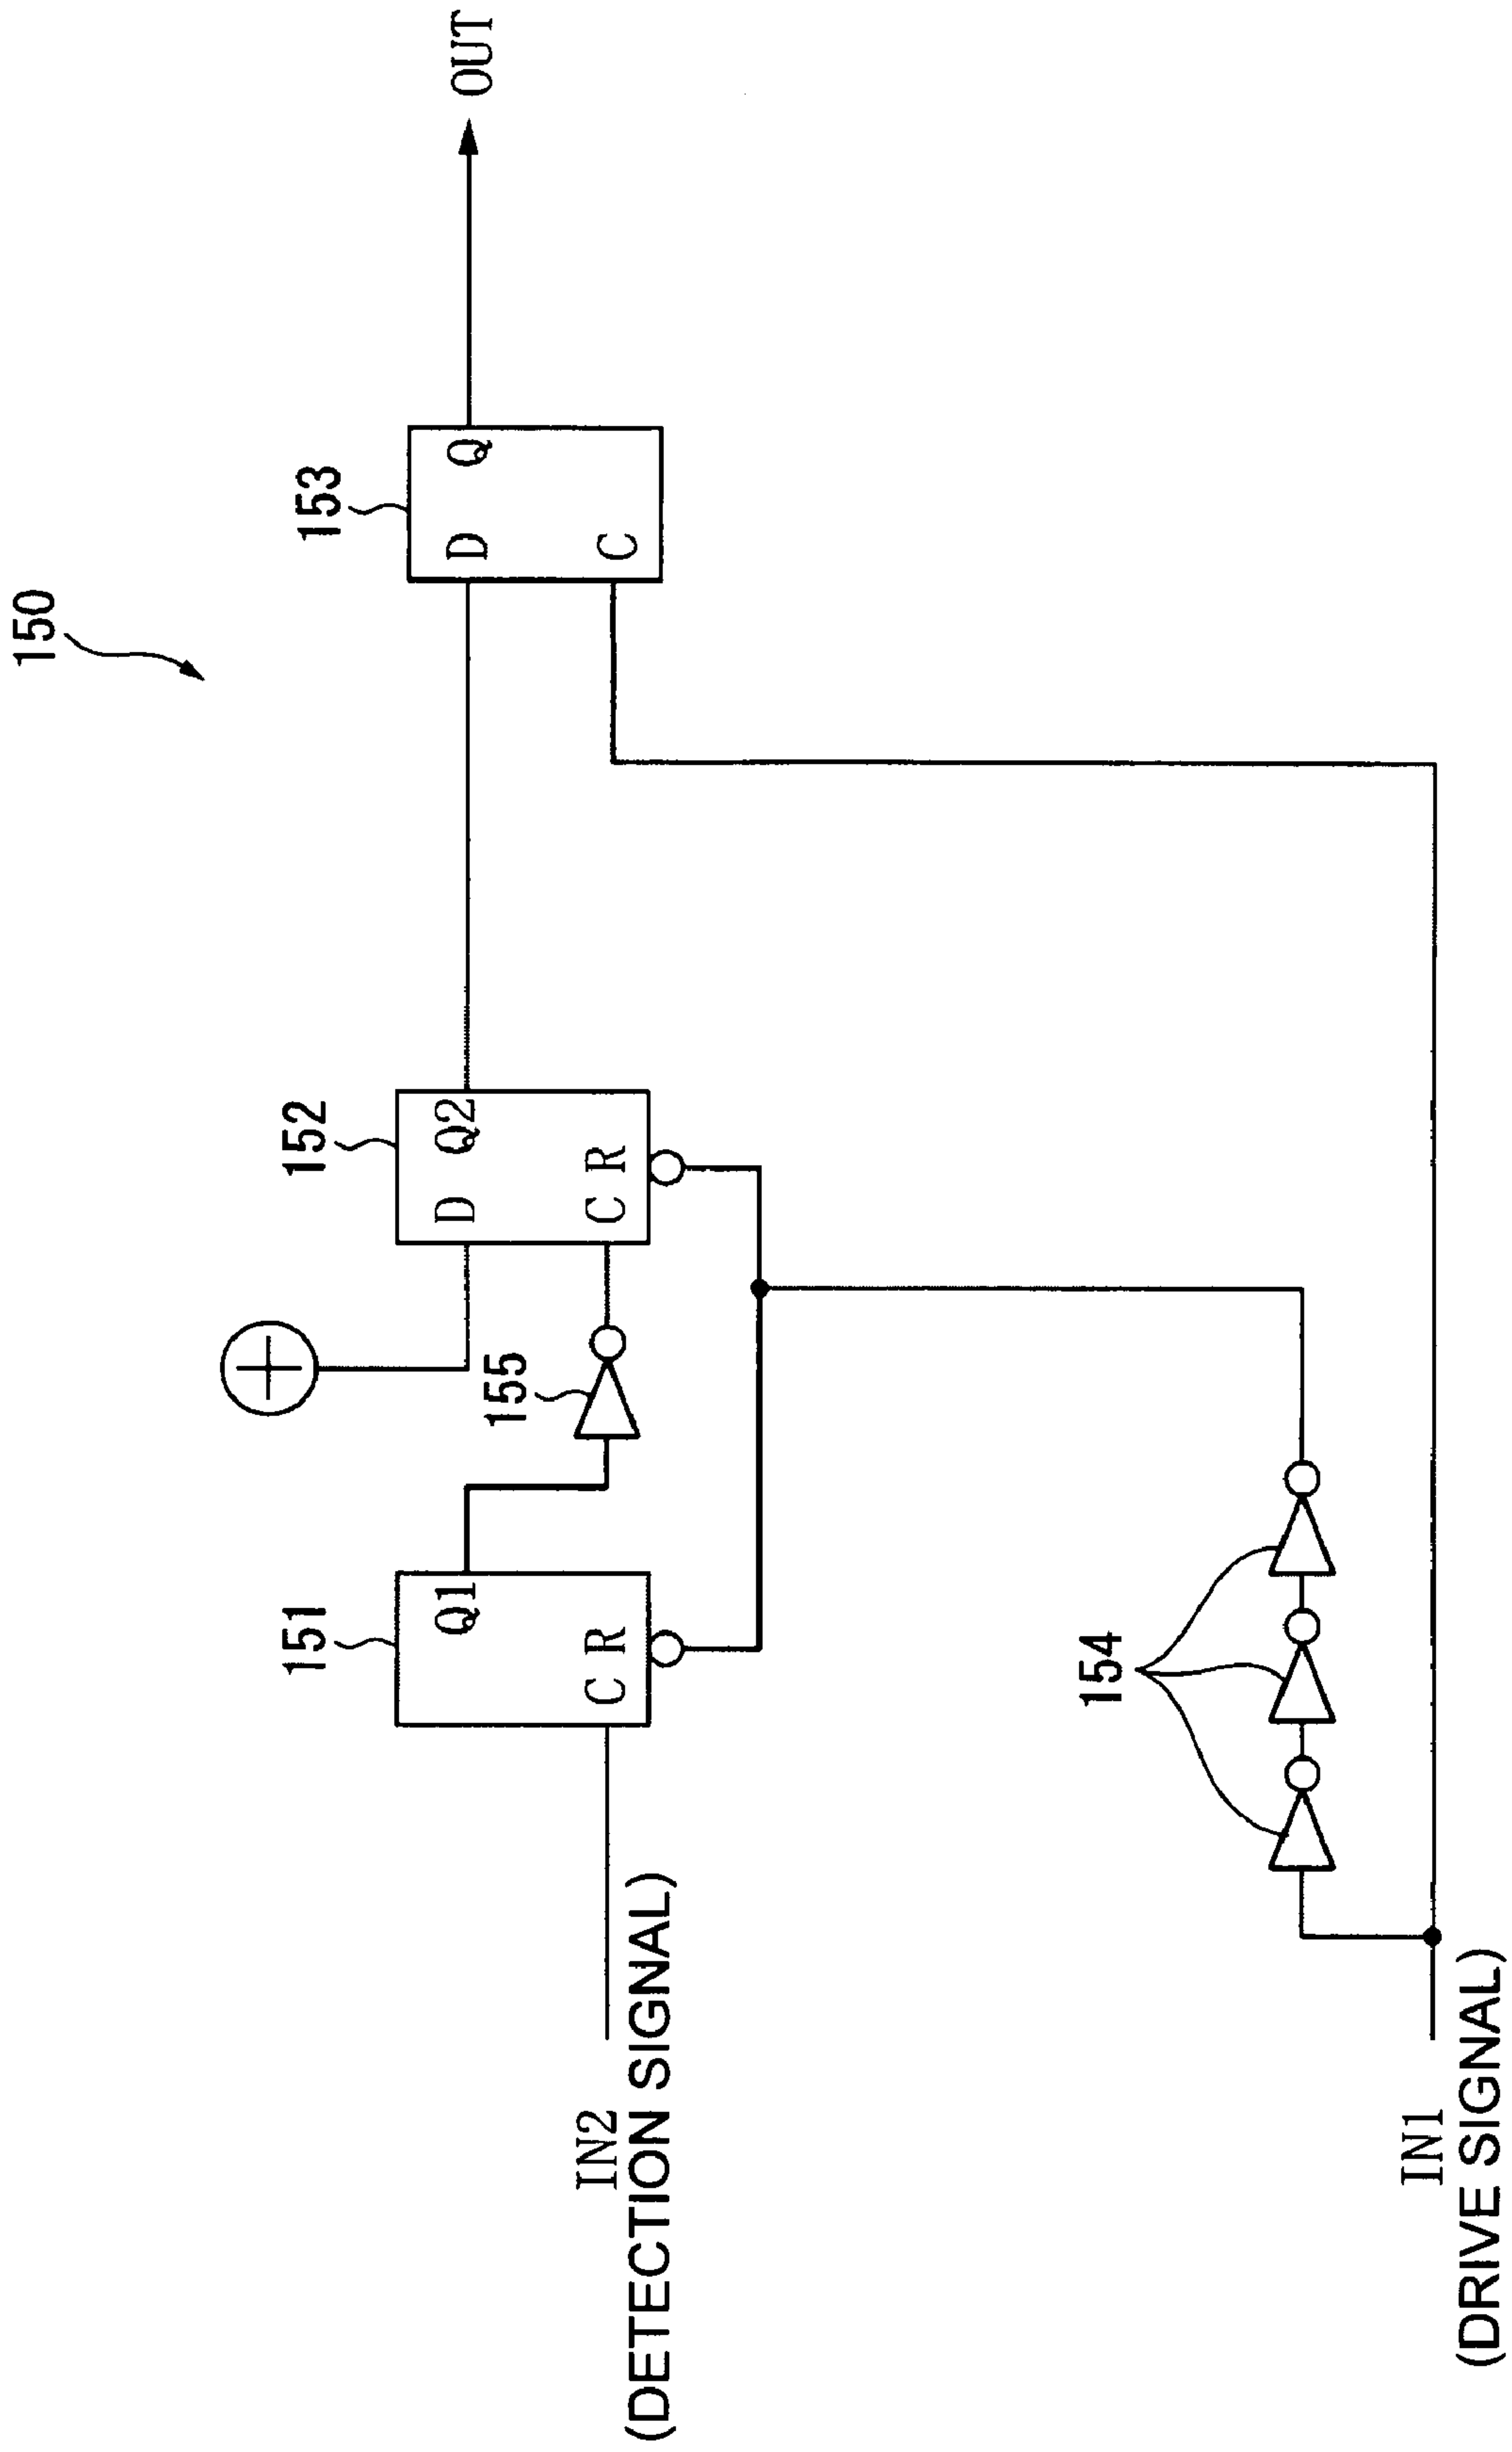 150
151
Q1
C R
155
152
D Q2
C R
153
D Q
C
OUT
IN2
(DETECTION SIGNAL)
154
IN1
(DRIVE SIGNAL)